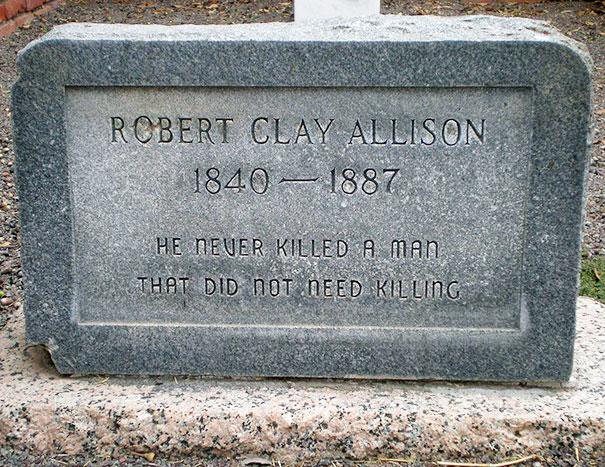 ROBERT CLAY ALLISON
1840 — 1887
HE NEVER KILLED A MAN
THAT DID NOT NEED KILLING